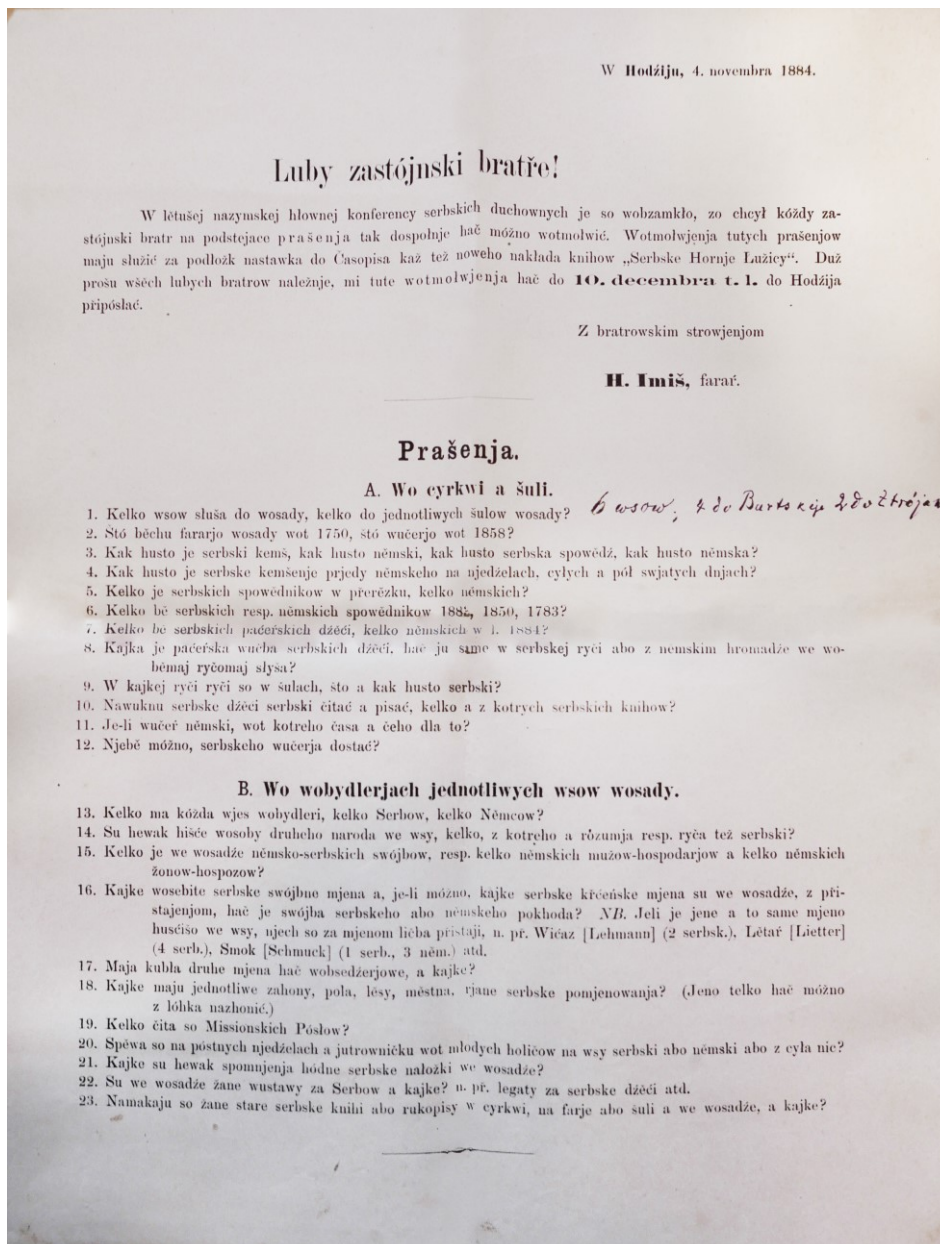 W Hodźiju, 4. novembra 1884.
Luby zastójnski bratře!
W lětušej nazymskej hłownej konferency serbskich duchownych je so wobzamkło, zo chcył kóždy za-
stójnski bratr na podstejace prašenja tak dospołnje hač móžno wotmołwić. Wotmołwjenja tutych prašenjow
maju słužić za podłožk nastawka do Časopisa kaž tež noweho nakłada knihow „Serbske Hornje Łužicy“. Duž
prošu wšěch lubych bratrow naležnje, mi tute wotmołwjenja hač do 10. decembra t. l. do Hodźija
připósłać.
Z bratrowskim strowjenjom
H. Imiš, farař.
Prašenja.
A. Wo cyrkwi a šuli.
1. Kelko wsow słuša do wosady, kelko do jednotliwych šulow wosady? 6 wsow, 4 do 2 do
2. Štó běchu fararjo wosady wot 1750, štó wučerjo wot 1858?
3. Kak husto je serbski kemš, kak husto němski, kak husto serbska spowědź, kak husto němska?
4. Kak husto je serbske kemšenje prjedy němskeho na njedźelach, cyłych a pół swjatych dnjach?
5. Kelko je serbskich spowědnikow w přerězku, kelko němskich?
6. Kelko bě serbskich resp. němskich spowědnikow 1882, 1850, 1783?
7. Kelko bě serbskich paćeŕskich dźěći, kelko němskich w l. 1884?
8. Kajka je paćeŕska wučba serbskich dźěći, hač ju same w serbskej ryči abo z němskim hromadźe we wo-
běmaj ryčomaj słyša?
9. W kajkej ryči ryči so w šulach, što a kak husto serbski?
10. Nawuknu serbske dźěći serbski čitać a pisać, kelko a z kotrych serbskich knihow?
11. Je-li wučeŕ němski, wot kotreho časa a čeho dla to?
12. Njebě móžno, serbskeho wučerja dostać?
B. Wo wobydlerjach jednotliwych wsow wosady.
13. Kelko ma kóžda wjes wobydleri, kelko Serbow, kelko Němcow?
14. Su hewak hišće wosoby druheho naroda we wsy, kelko, z kotreho a rózumja resp. ryča tež serbski?
15. Kelko je we wosadźe němsko-serbskich swójbow, resp. kelko němskich mužow-hospodarjow a kelko němskich
žonow-hospozow?
16. Kajke wosebite serbske swójbne mjena a, je-li móžno, kajke serbske křćeńske mjena su we wosadźe, z při-
stajenjom, hač je swójba serbskeho abo němskeho pokhoda? NB. Jeli je jene a to same mjeno
husćišo we wsy, njech so za mjenom ličba přistaji, n. př. Wićaz [Lehmann] (2 serbsk.), Lětař [Lietter]
(4 serb.), Smok [Schmuck] (1 serb., 3 něm.) atd.
17. Maja kubła druhe mjena hač wobsedźerjowe, a kajke?
18. Kajke maju jednotliwe zahony, pola, lěsy, městna, rjane serbske pomjenowanja? (Jeno telko hač móžno
z lóhka nazhonić.)
19. Kelko čita so Missionskich Pósłow?
20. Spěwa so na póstnych njedźelach a jutrowničku wot młodych holičow na wsy serbski abo němski abo z cyła nic?
21. Kajke su hewak spomnjenja hódne serbske nałožki we wosadźe?
22. Su we wosadźe žane wustawy za Serbow a kajke? n. př. legaty za serbske dźěći atd.
23. Namakaju so žane stare serbske knihi abo rukopisy w cyrkwi, na farje abo šuli a we wosadźe, a kajke?